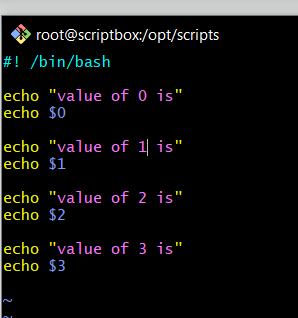 root@scriptbox:/opt/scripts
#! /bin/bash
echo "value of 0 is"
echo $0
echo "value of 1 is"
echo $1
echo "value of 2 is"
echo $2
echo "value of 3 is"
echo $3
~
~